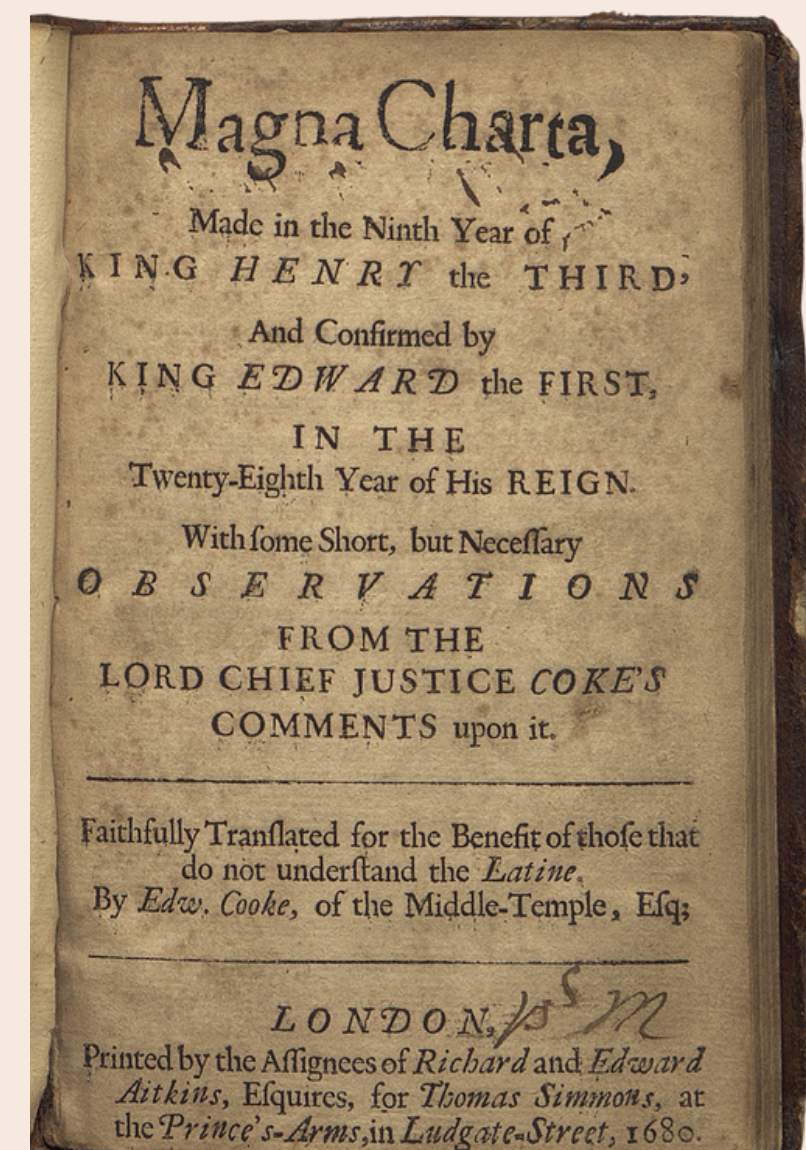 Magna Charta,
Made in the Ninth Year of
KING HENRY the THIRD,
And Confirmed by
KING EDWARD the FIRST,
IN THE
Twenty-Eighth Year of His REIGN.
With ſome Short, but Neceſſary
OBSERVATIONS
FROM THE
LORD CHIEF JUSTICE COKE'S
COMMENTS upon it.
Faithfully Tranſlated for the Benefit of thoſe that
do not underſtand the Latine.
By Edw. Cooke, of the Middle-Temple, Eſq;
LONDON,
Printed by the Aſſignees of Richard and Edward
Aitkins, Eſquires, for Thomas Simmons, at
the Prince's-Arms, in Ludgate-Street, 1680.